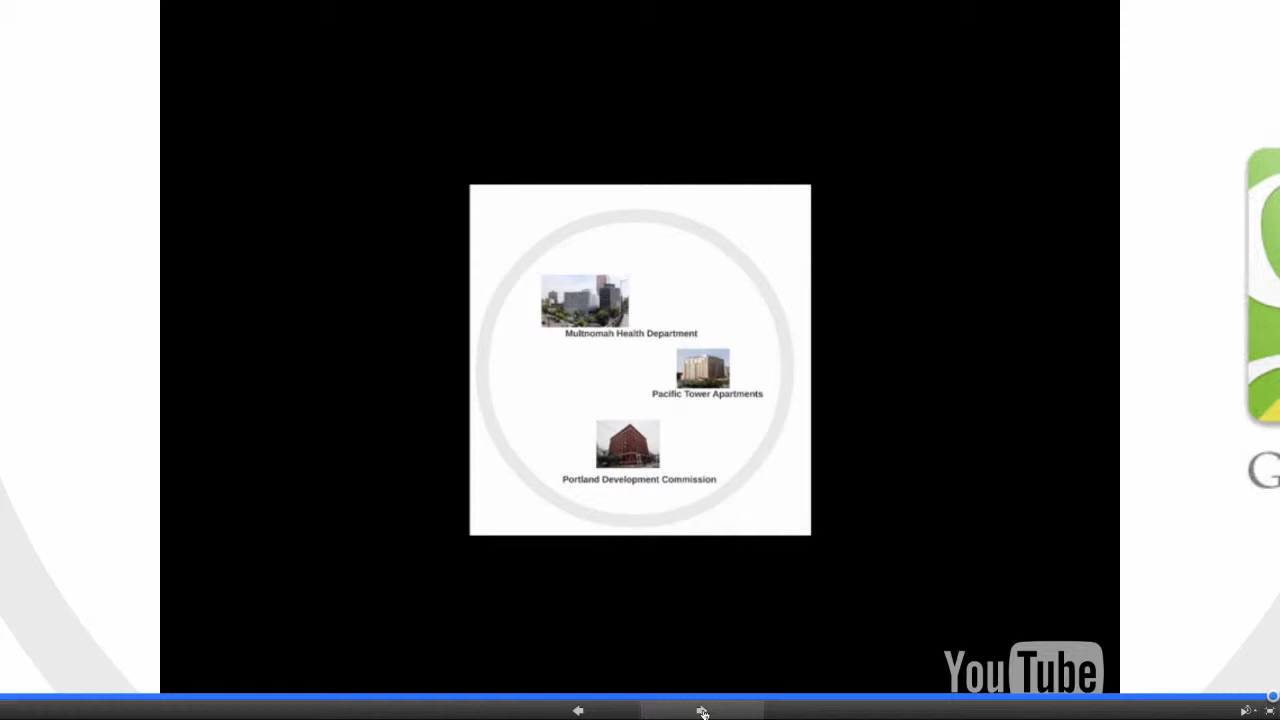 Multnomah Health Department
Pacific Tower Apartments
Portland Development Commission
G
YouTube